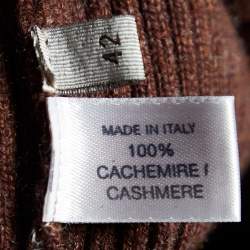 42
MADE IN ITALY
100%
CACHEMIRE /
CASHMERE